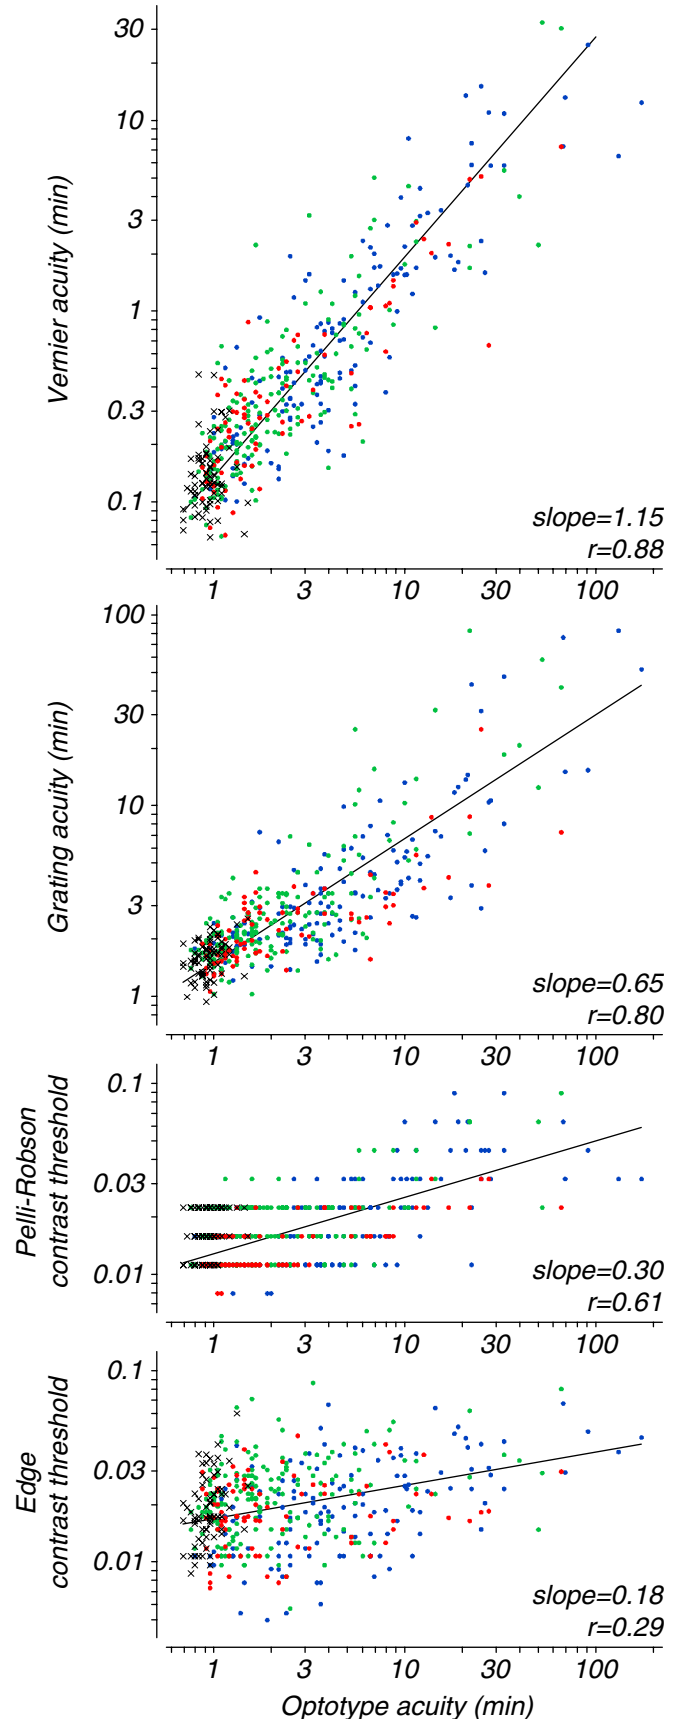 30
10
3
1
0.3
0.1
Vernier acuity (min)
slope=1.15
r=0.88
1 3 10 30 100
100
30
10
3
1
Grating acuity (min)
slope=0.65
r=0.80
1 3 10 30 100
0.1
0.03
0.01
Pelli-Robson
contrast threshold
slope=0.30
r=0.61
1 3 10 30 100
0.1
0.03
0.01
Edge
contrast threshold
slope=0.18
r=0.29
1 3 10 30 100
Optotype acuity (min)